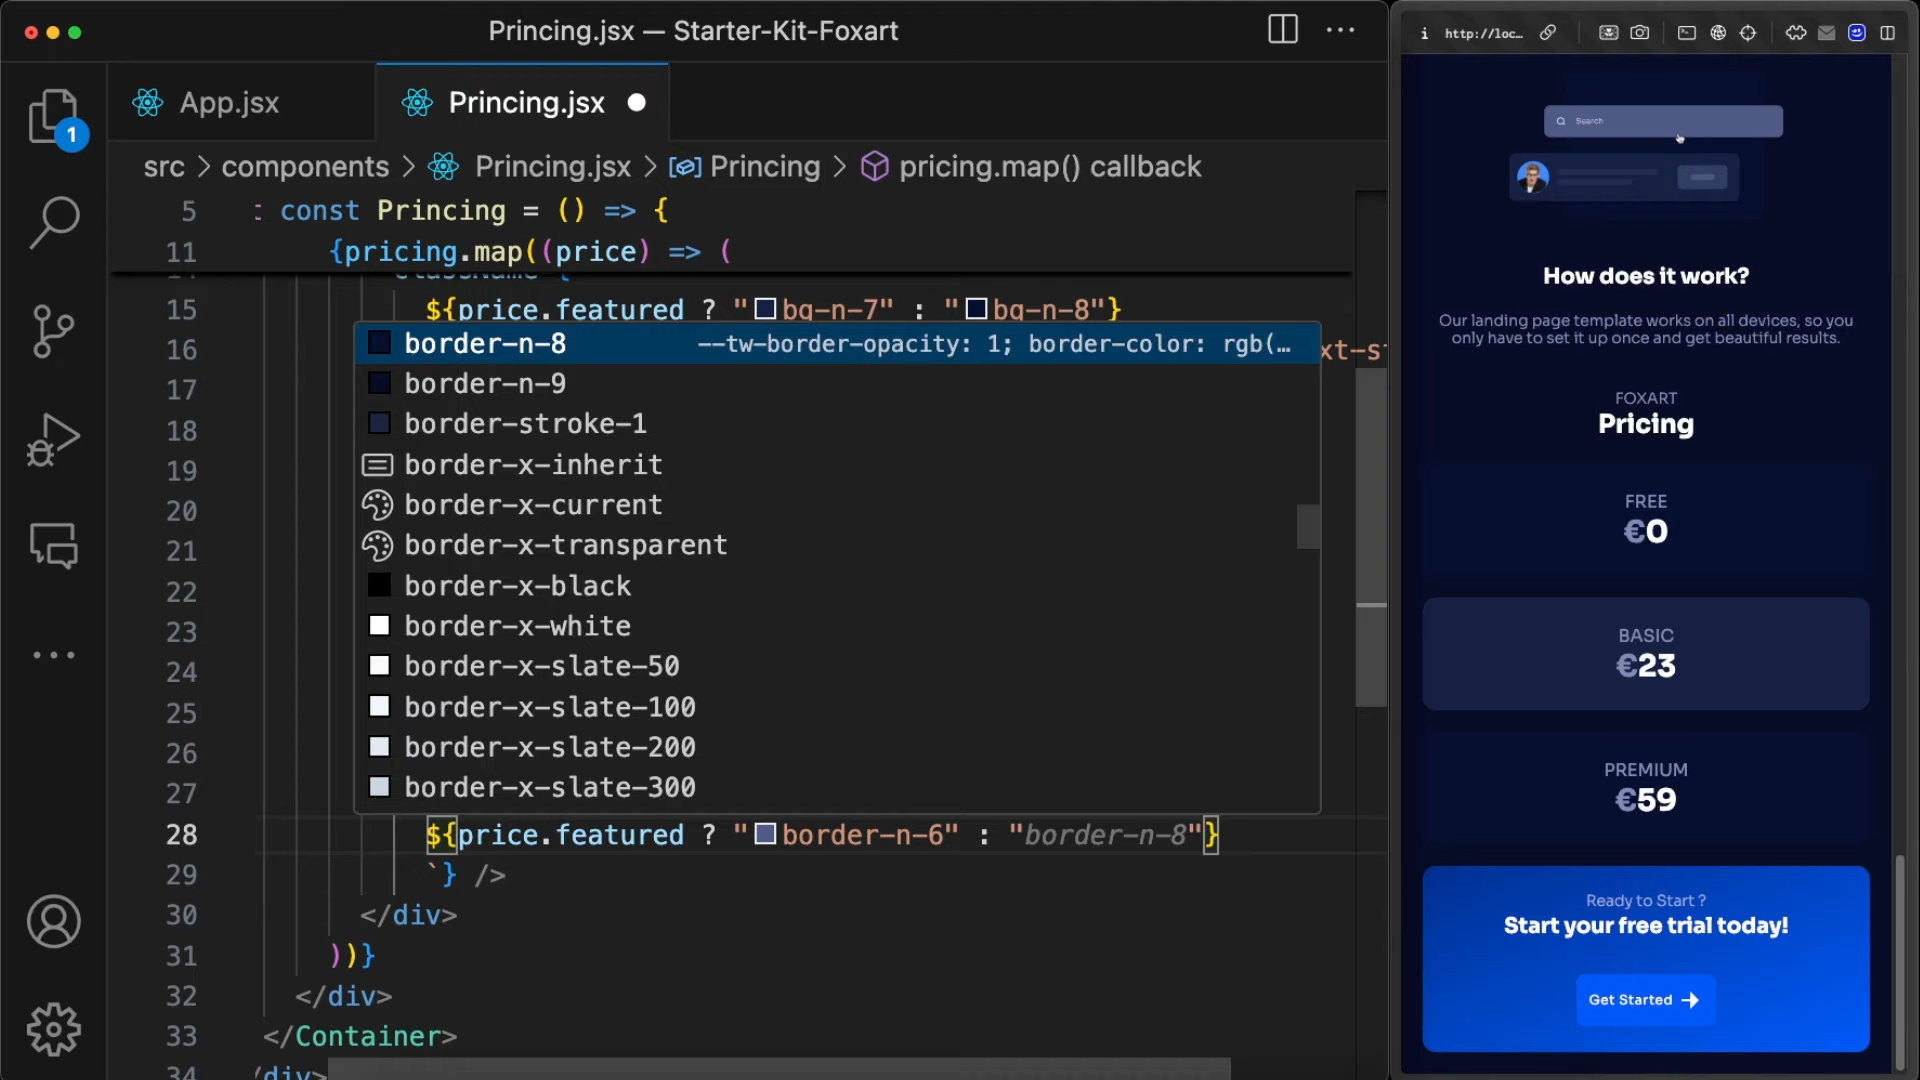 Princing.jsx — Starter-Kit-Foxart
App.jsx
Princing.jsx
1
src > components > Princing.jsx > Princing > pricing.map() callback
5 const Princing = () => {
11 {pricing.map((price) => (
15 ${price.featured ? "bg-n-7" : "bg-n-8"}
16
17
18
19
20
21
22
23
24
25
26
27
border-n-8 --tw-border-opacity: 1; border-color: rgb(…
border-n-9
border-stroke-1
border-x-inherit
border-x-current
border-x-transparent
border-x-black
border-x-white
border-x-slate-50
border-x-slate-100
border-x-slate-200
border-x-slate-300
28 ${price.featured ? "border-n-6" : "border-n-8"}
29 `} />
30 </div>
31 ))}
32 </div>
33 </Container>
34
http://loc…
Search
How does it work?
Our landing page template works on all devices, so you
only have to set it up once and get beautiful results.
FOXART
Pricing
FREE
€0
BASIC
€23
PREMIUM
€59
Ready to Start ?
Start your free trial today!
Get Started →